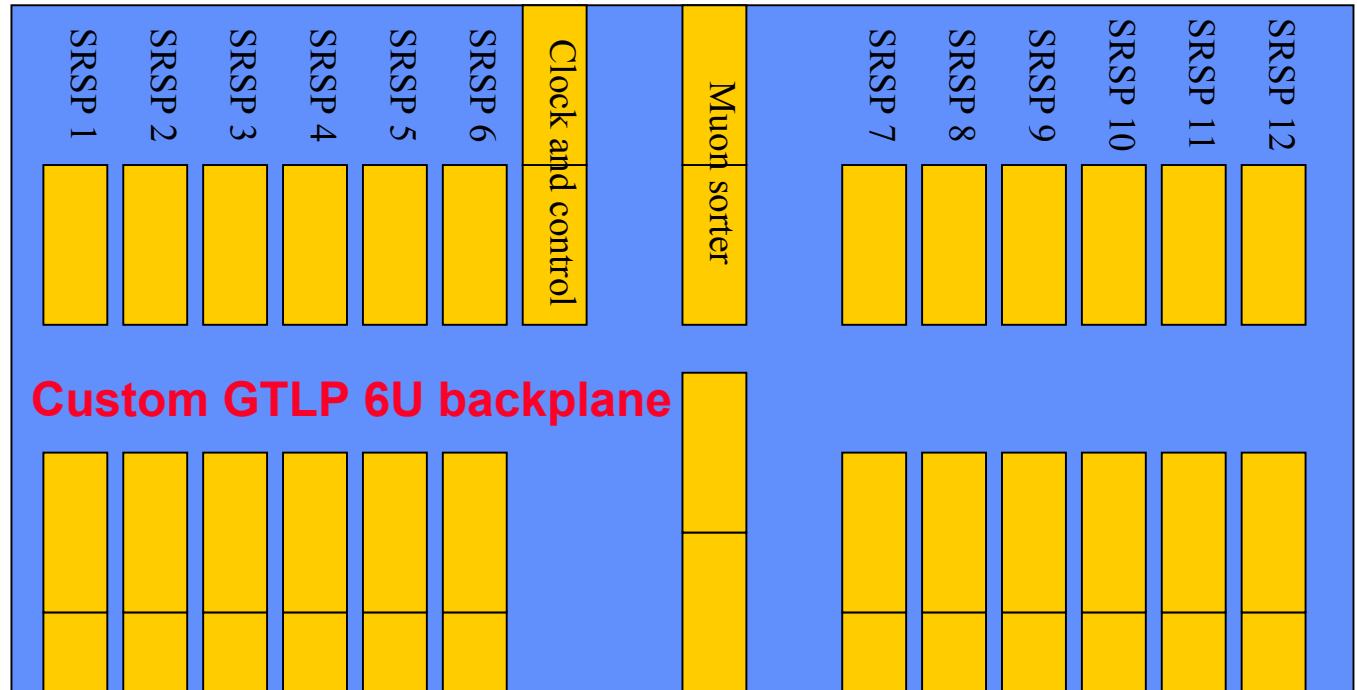 SRSP 1
SRSP 2
SRSP 3
SRSP 4
SRSP 5
SRSP 6
Clock and control
Muon sorter
SRSP 7
SRSP 8
SRSP 9
SRSP 10
SRSP 11
SRSP 12
Custom GTLP 6U backplane